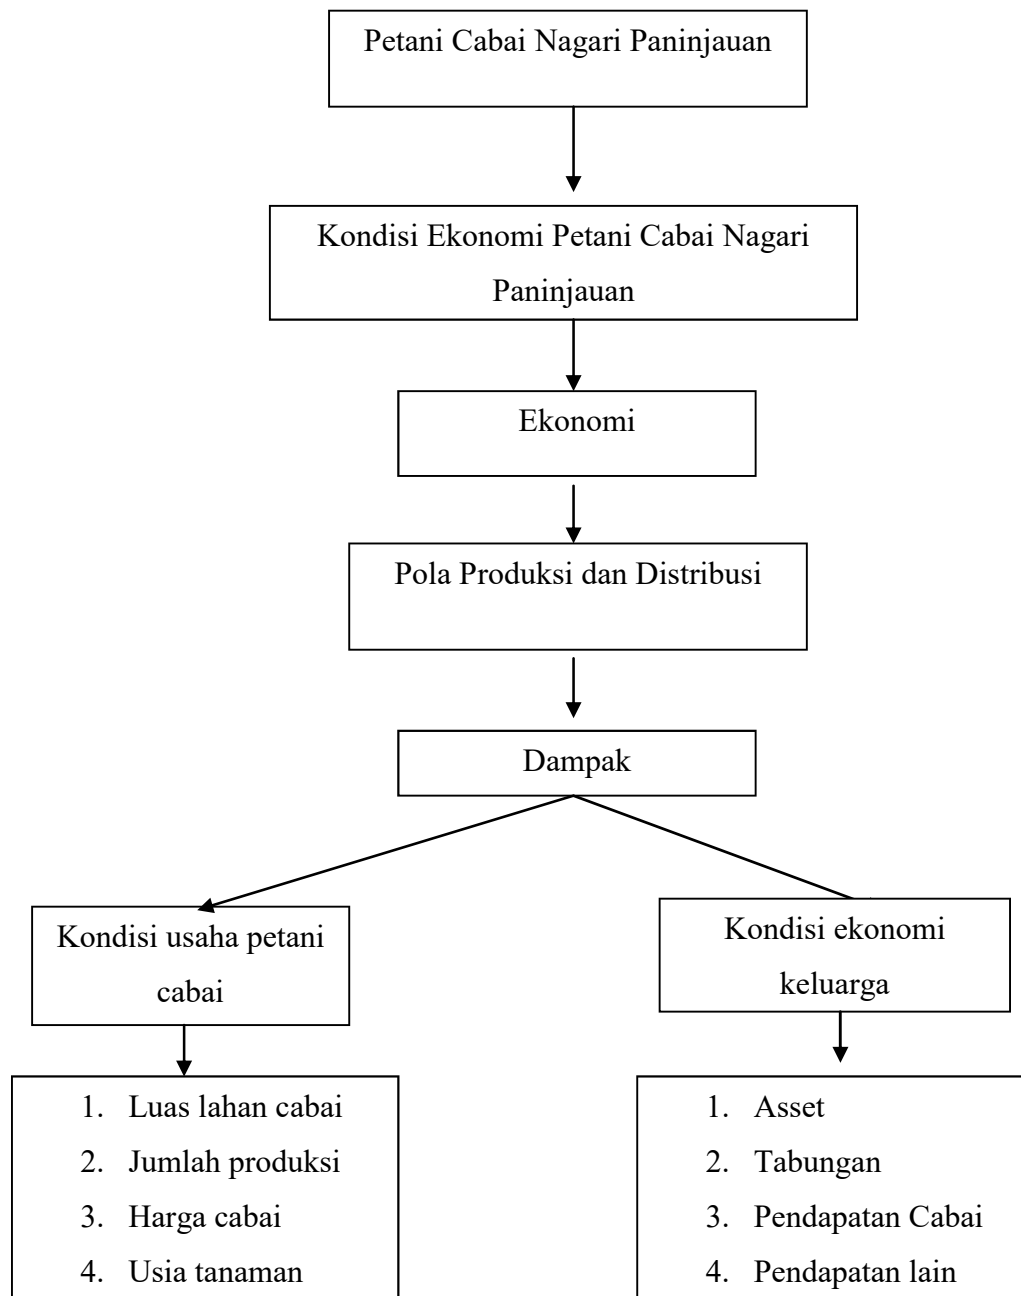 Petani Cabai Nagari Paninjauan
Kondisi Ekonomi Petani Cabai Nagari
Paninjauan
Ekonomi
Pola Produksi dan Distribusi
Dampak
Kondisi usaha petani
cabai
Kondisi ekonomi
keluarga
1. Luas lahan cabai
2. Jumlah produksi
3. Harga cabai
4. Usia tanaman
1. Asset
2. Tabungan
3. Pendapatan Cabai
4. Pendapatan lain